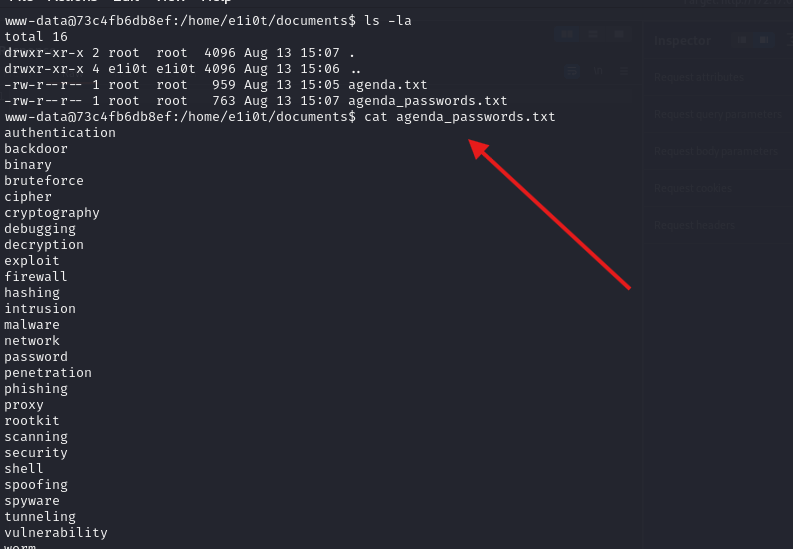 www-data@73c4fb6db8ef:/home/e1i0t/documents$ ls -la
total 16
drwxr-xr-x 2 root  root  4096 Aug 13 15:07 .
drwxr-xr-x 4 e1i0t e1i0t 4096 Aug 13 15:06 ..
-rw-r--r-- 1 root  root   959 Aug 13 15:05 agenda.txt
-rw-r--r-- 1 root  root   763 Aug 13 15:07 agenda_passwords.txt
www-data@73c4fb6db8ef:/home/e1i0t/documents$ cat agenda_passwords.txt
authentication
backdoor
binary
bruteforce
cipher
cryptography
debugging
decryption
exploit
firewall
hashing
intrusion
malware
network
password
penetration
phishing
proxy
rootkit
scanning
security
shell
spoofing
spyware
tunneling
vulnerability
Inspector